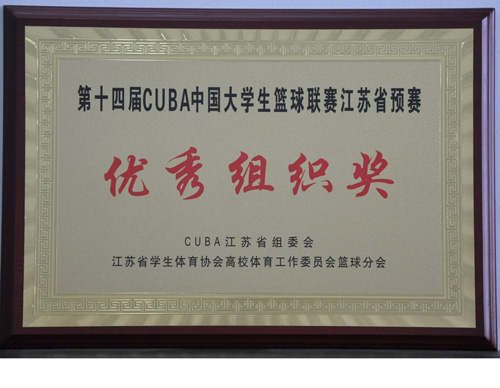 第十四届CUBA中国大学生篮球联赛江苏省预赛
优秀组织奖
CUBA江苏省组委会
江苏省学生体育协会高校体育工作委员会篮球分会